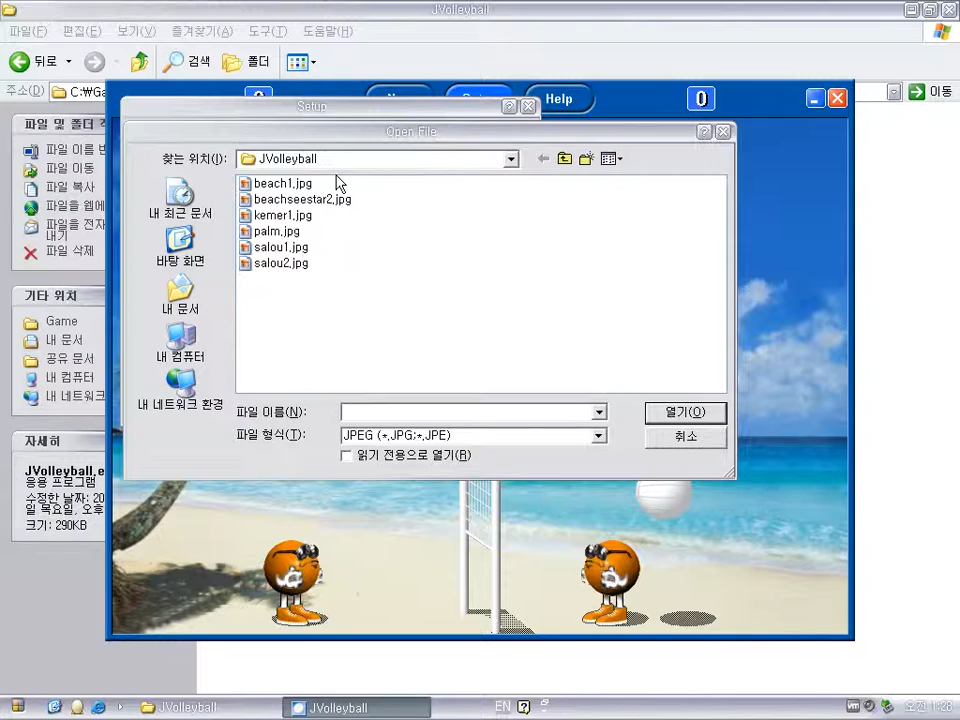 JVolleyball
파일(F) 편집(E) 보기(V) 즐겨찾기(A) 도구(T) 도움말(H)
뒤로 검색 폴더
주소(D) C:₩Ga 이동
0 Help 0
Setup
Open File
찾는 위치(I): JVolleyball
beach1.jpg
beachseestar2.jpg
kemer1.jpg
palm.jpg
salou1.jpg
salou2.jpg
내 최근 문서
바탕 화면
내 문서
내 컴퓨터
내 네트워크 환경
파일 이름(N): 열기(O)
파일 형식(T): JPEG (*.JPG;*.JPE) 취소
읽기 전용으로 열기(R)
파일 및 폴더
파일 이름
파일 이동
파일 복사
파일을 웹에
파일을 전자
내기
파일 삭제
기타 위치
Game
내 문서
공유 문서
내 컴퓨터
내 네트워크
자세히
JVolleyball.e
응용 프로그램
수정한 날짜: 20
일 목요일, 오후
크기: 290KB
JVolleyball JVolleyball EN 오전 1:28